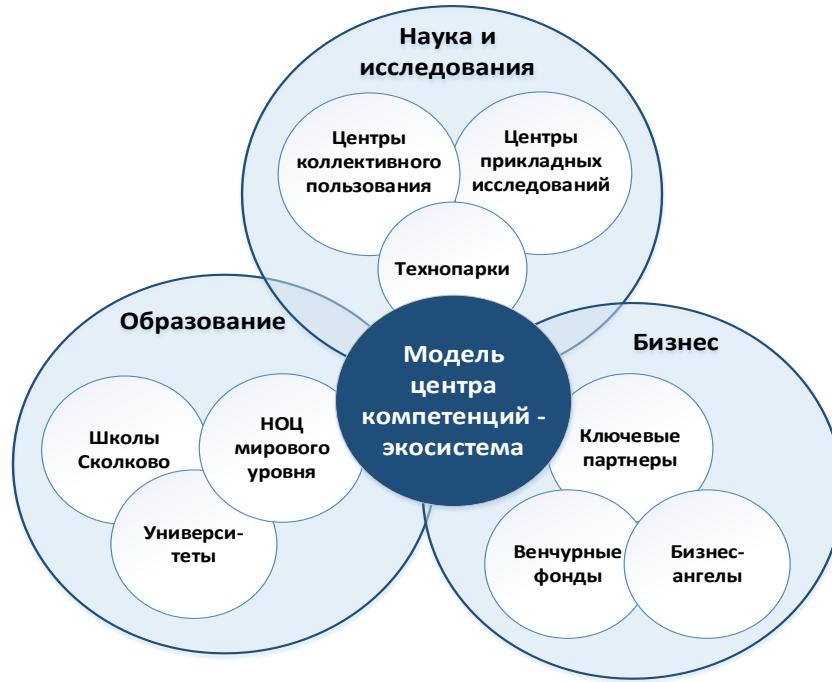 Наука и
исследования
Центры
коллективного
пользования
Центры
прикладных
исследований
Технопарки
Образование
Школы
Сколково
НОЦ
мирового
уровня
Универси-
теты
Модель
центра
компетенций -
экосистема
Бизнес
Ключевые
партнеры
Венчурные
фонды
Бизнес-
ангелы